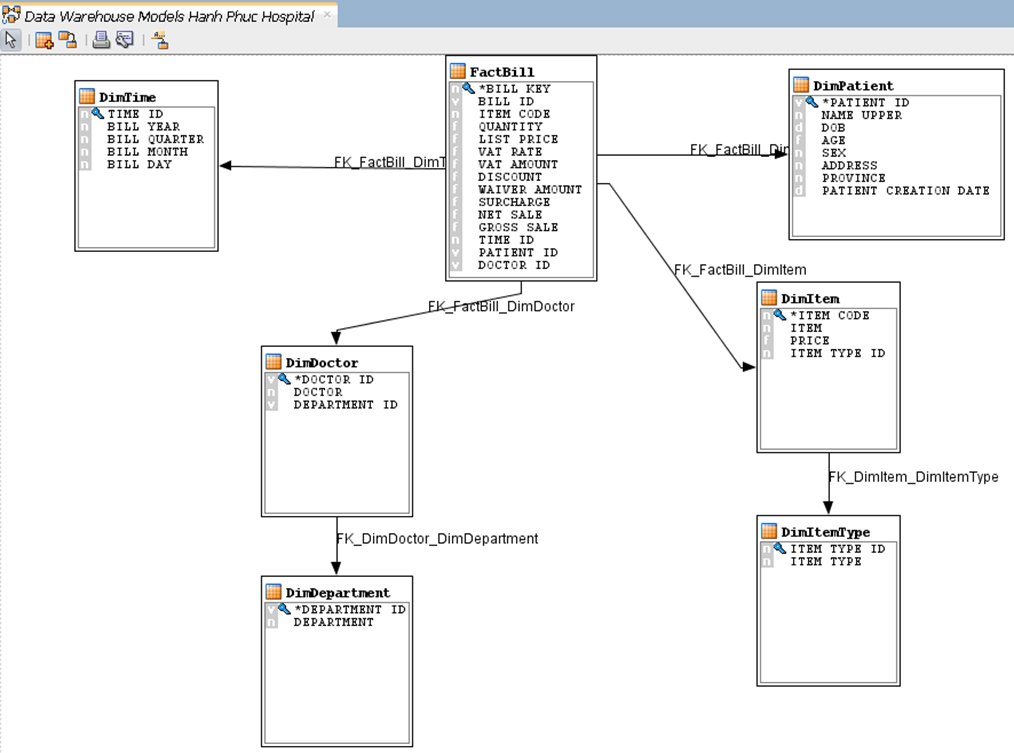 Data Warehouse Models Hanh Phuc Hospital
DimTime
TIME ID
BILL YEAR
BILL QUARTER
BILL MONTH
BILL DAY
FK_FactBill_DimT
FactBill
*BILL KEY
BILL ID
ITEM CODE
QUANTITY
LIST PRICE
VAT RATE
VAT AMOUNT
DISCOUNT
WAIVER AMOUNT
SURCHARGE
NET SALE
GROSS SALE
TIME ID
PATIENT ID
DOCTOR ID
FK_FactBill_Dim
DimPatient
*PATIENT ID
NAME UPPER
DOB
AGE
SEX
ADDRESS
PROVINCE
PATIENT CREATION DATE
FK_FactBill_DimItem
FK_FactBill_DimDoctor
DimItem
*ITEM CODE
ITEM
PRICE
ITEM TYPE ID
DimDoctor
*DOCTOR ID
DOCTOR
DEPARTMENT ID
FK_DimItem_DimItemType
FK_DimDoctor_DimDepartment
DimItemType
ITEM TYPE ID
ITEM TYPE
DimDepartment
*DEPARTMENT ID
DEPARTMENT